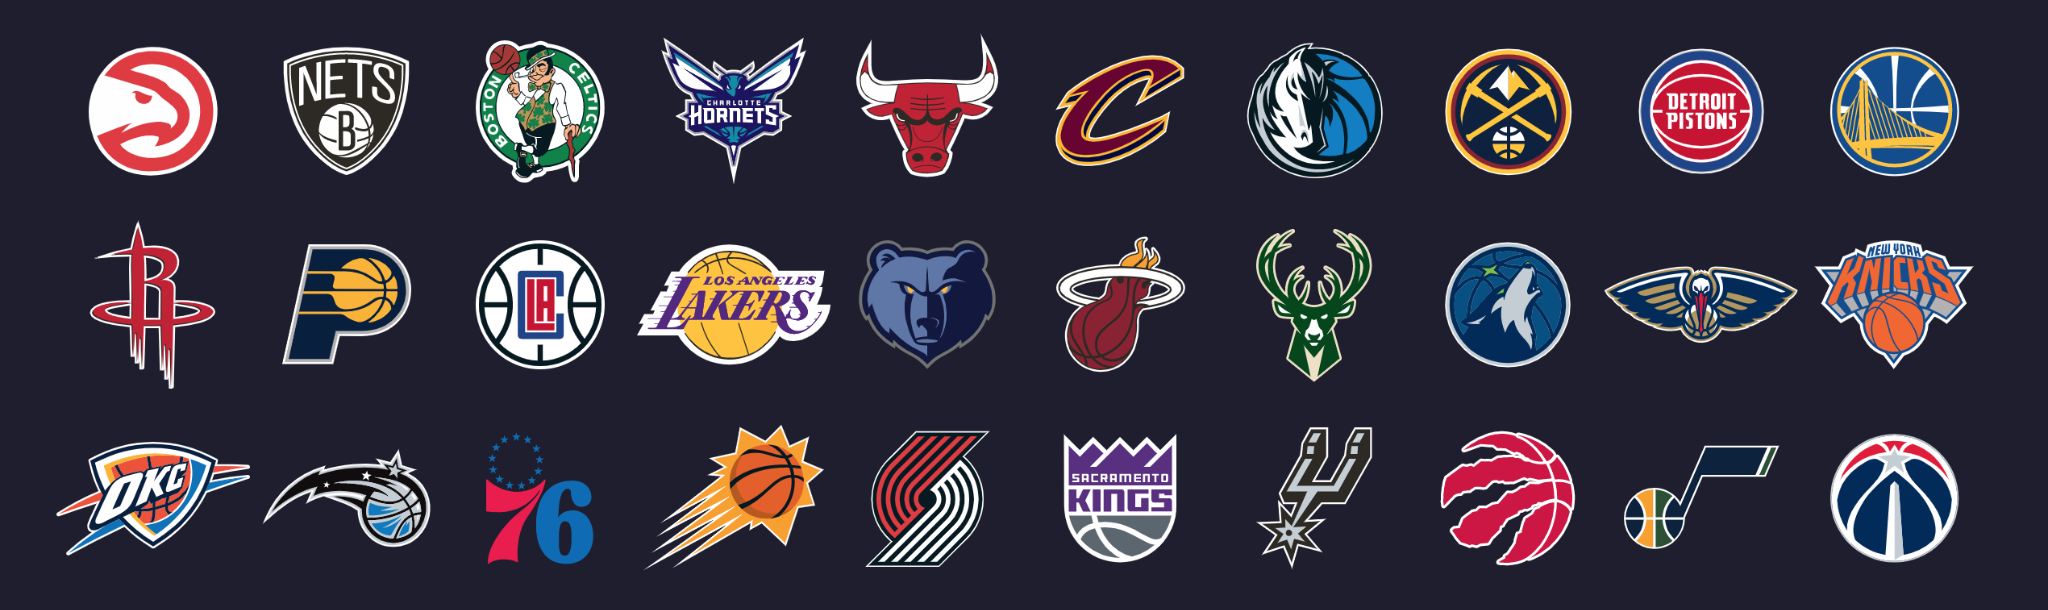 NETS
B
BOSTON CELTICS
CHARLOTTE
HORNETS
C
DETROIT
PISTONS
R
P
LA
LOS ANGELES
LAKERS
NEW YORK
KNICKS
OKC
76
SACRAMENTO
KINGS